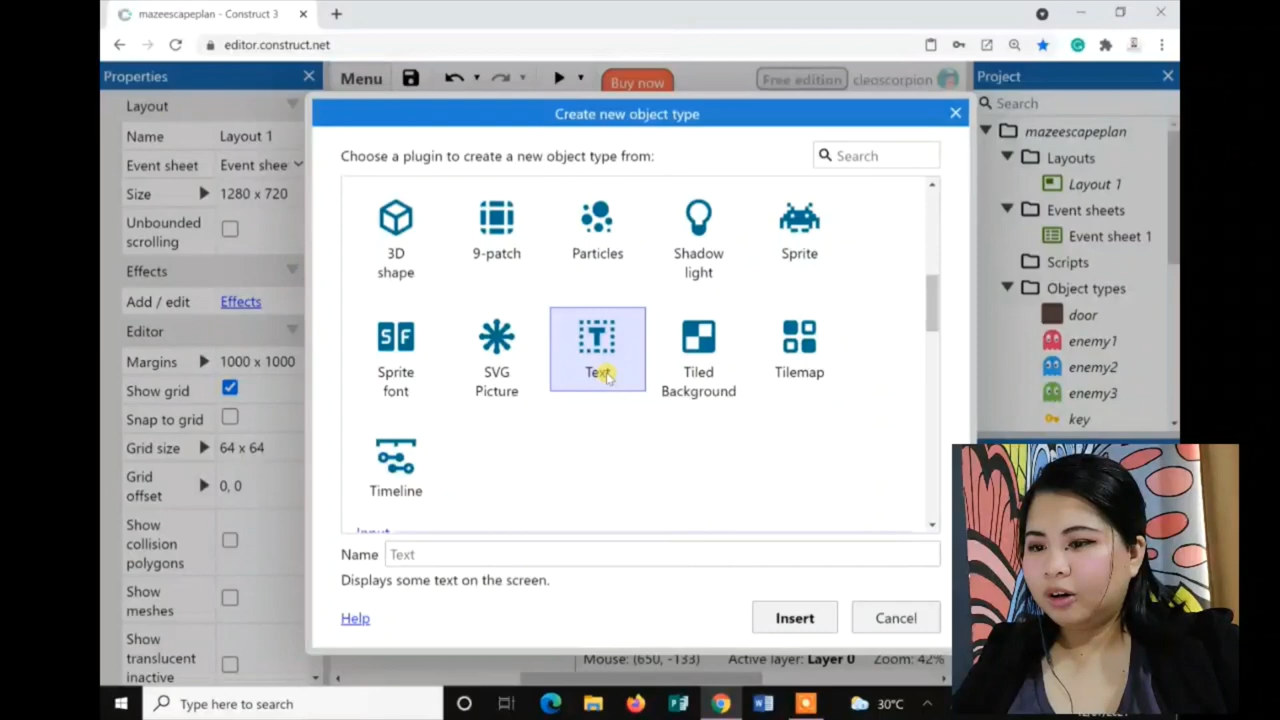 mazeescapeplan - Construct 3
editor.construct.net
Properties
Menu
Buy now
Free edition
cleoscorpion
Project
Layout
Name Layout 1
Event sheet Event shee
Size 1280 x 720
Unbounded
scrolling
Effects
Add / edit Effects
Editor
Margins 1000 x 1000
Show grid
Snap to grid
Grid size 64 x 64
Grid
offset
0, 0
Show
collision
polygons
Show
meshes
Show
translucent
inactive
Create new object type
Choose a plugin to create a new object type from:
Search
3D
shape
9-patch
Particles
Shadow
light
Sprite
SF
Sprite
font
SVG
Picture
T
Text
Tiled
Background
Tilemap
Timeline
Input
Name Text
Displays some text on the screen.
Help
Insert
Cancel
Mouse: (650, -133) Active layer: Layer 0 Zoom: 42%
Search
mazeescapeplan
Layouts
Layout 1
Event sheets
Event sheet 1
Scripts
Object types
door
enemy1
enemy2
enemy3
key
Type here to search
30°C